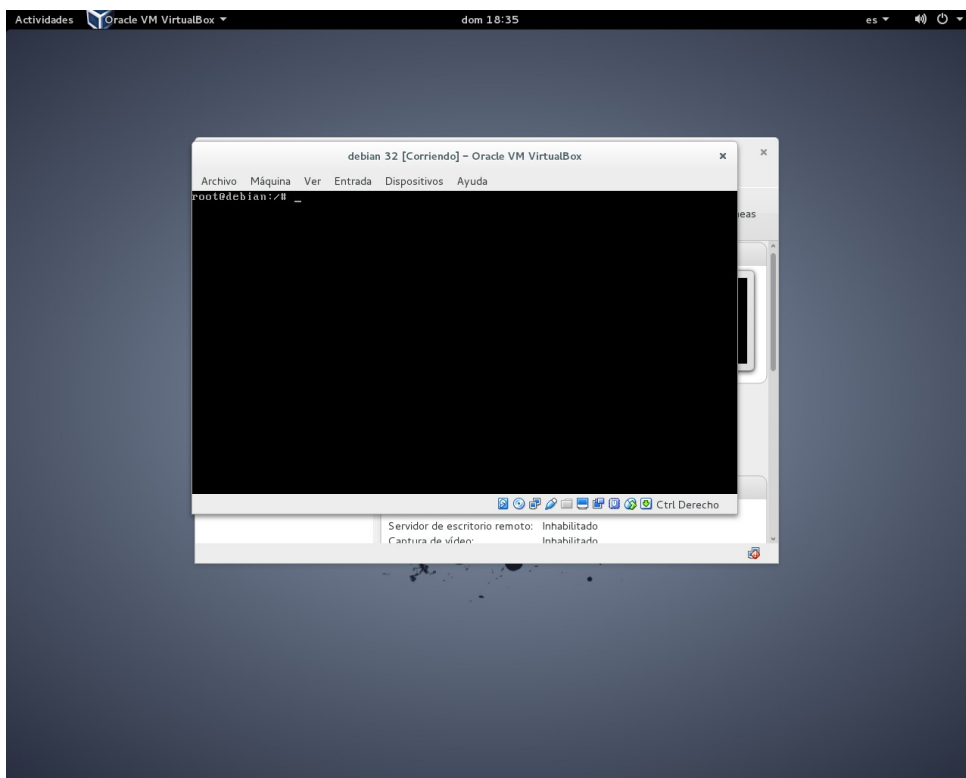 Actividades Oracle VM VirtualBox dom 18:35 es
debian 32 [Corriendo] – Oracle VM VirtualBox
Archivo Máquina Ver Entrada Dispositivos Ayuda
root@debian:/# _
Ctrl Derecho
Servidor de escritorio remoto: Inhabilitado
Captura de vídeo: Inhabilitado